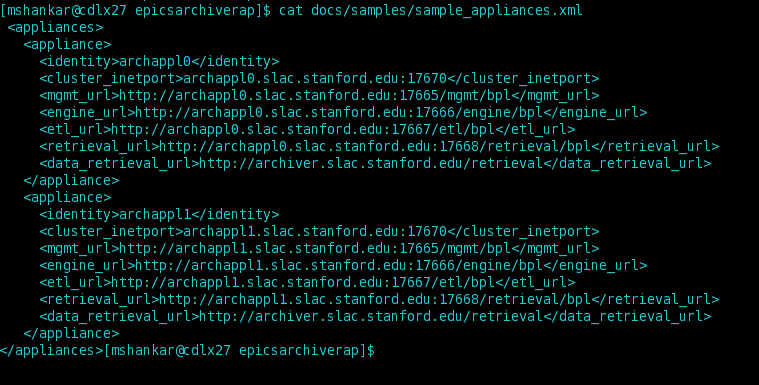 [mshankar@cdlx27 epicsarchiverap]$ cat docs/samples/sample_appliances.xml
<appliances>
<appliance>
<identity>archappl0</identity>
<cluster_inetport>archappl0.slac.stanford.edu:17670</cluster_inetport>
<mgmt_url>http://archappl0.slac.stanford.edu:17665/mgmt/bpl</mgmt_url>
<engine_url>http://archappl0.slac.stanford.edu:17666/engine/bpl</engine_url>
<etl_url>http://archappl0.slac.stanford.edu:17667/etl/bpl</etl_url>
<retrieval_url>http://archappl0.slac.stanford.edu:17668/retrieval/bpl</retrieval_url>
<data_retrieval_url>http://archiver.slac.stanford.edu/retrieval</data_retrieval_url>
</appliance>
<appliance>
<identity>archappl1</identity>
<cluster_inetport>archappl1.slac.stanford.edu:17670</cluster_inetport>
<mgmt_url>http://archappl1.slac.stanford.edu:17665/mgmt/bpl</mgmt_url>
<engine_url>http://archappl1.slac.stanford.edu:17666/engine/bpl</engine_url>
<etl_url>http://archappl1.slac.stanford.edu:17667/etl/bpl</etl_url>
<retrieval_url>http://archappl1.slac.stanford.edu:17668/retrieval/bpl</retrieval_url>
<data_retrieval_url>http://archiver.slac.stanford.edu/retrieval</data_retrieval_url>
</appliance>
</appliances>[mshankar@cdlx27 epicsarchiverap]$